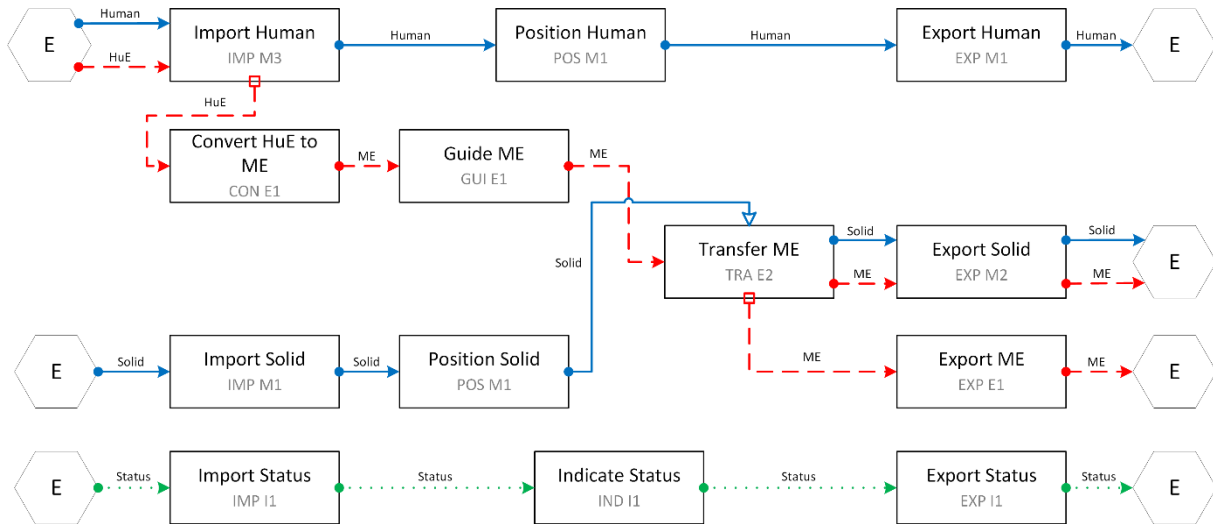 Human
E
HuE
Import Human
IMP M3
Human
Position Human
POS M1
Human
Export Human
EXP M1
Human
E
HuE
Convert HuE to
ME
CON E1
ME
Guide ME
GUI E1
ME
Solid
Transfer ME
TRA E2
Solid
ME
Export Solid
EXP M2
Solid
ME
E
E
Solid
Import Solid
IMP M1
Solid
Position Solid
POS M1
ME
Export ME
EXP E1
ME
E
E
Status
Import Status
IMP I1
Status
Indicate Status
IND I1
Status
Export Status
EXP I1
Status
E